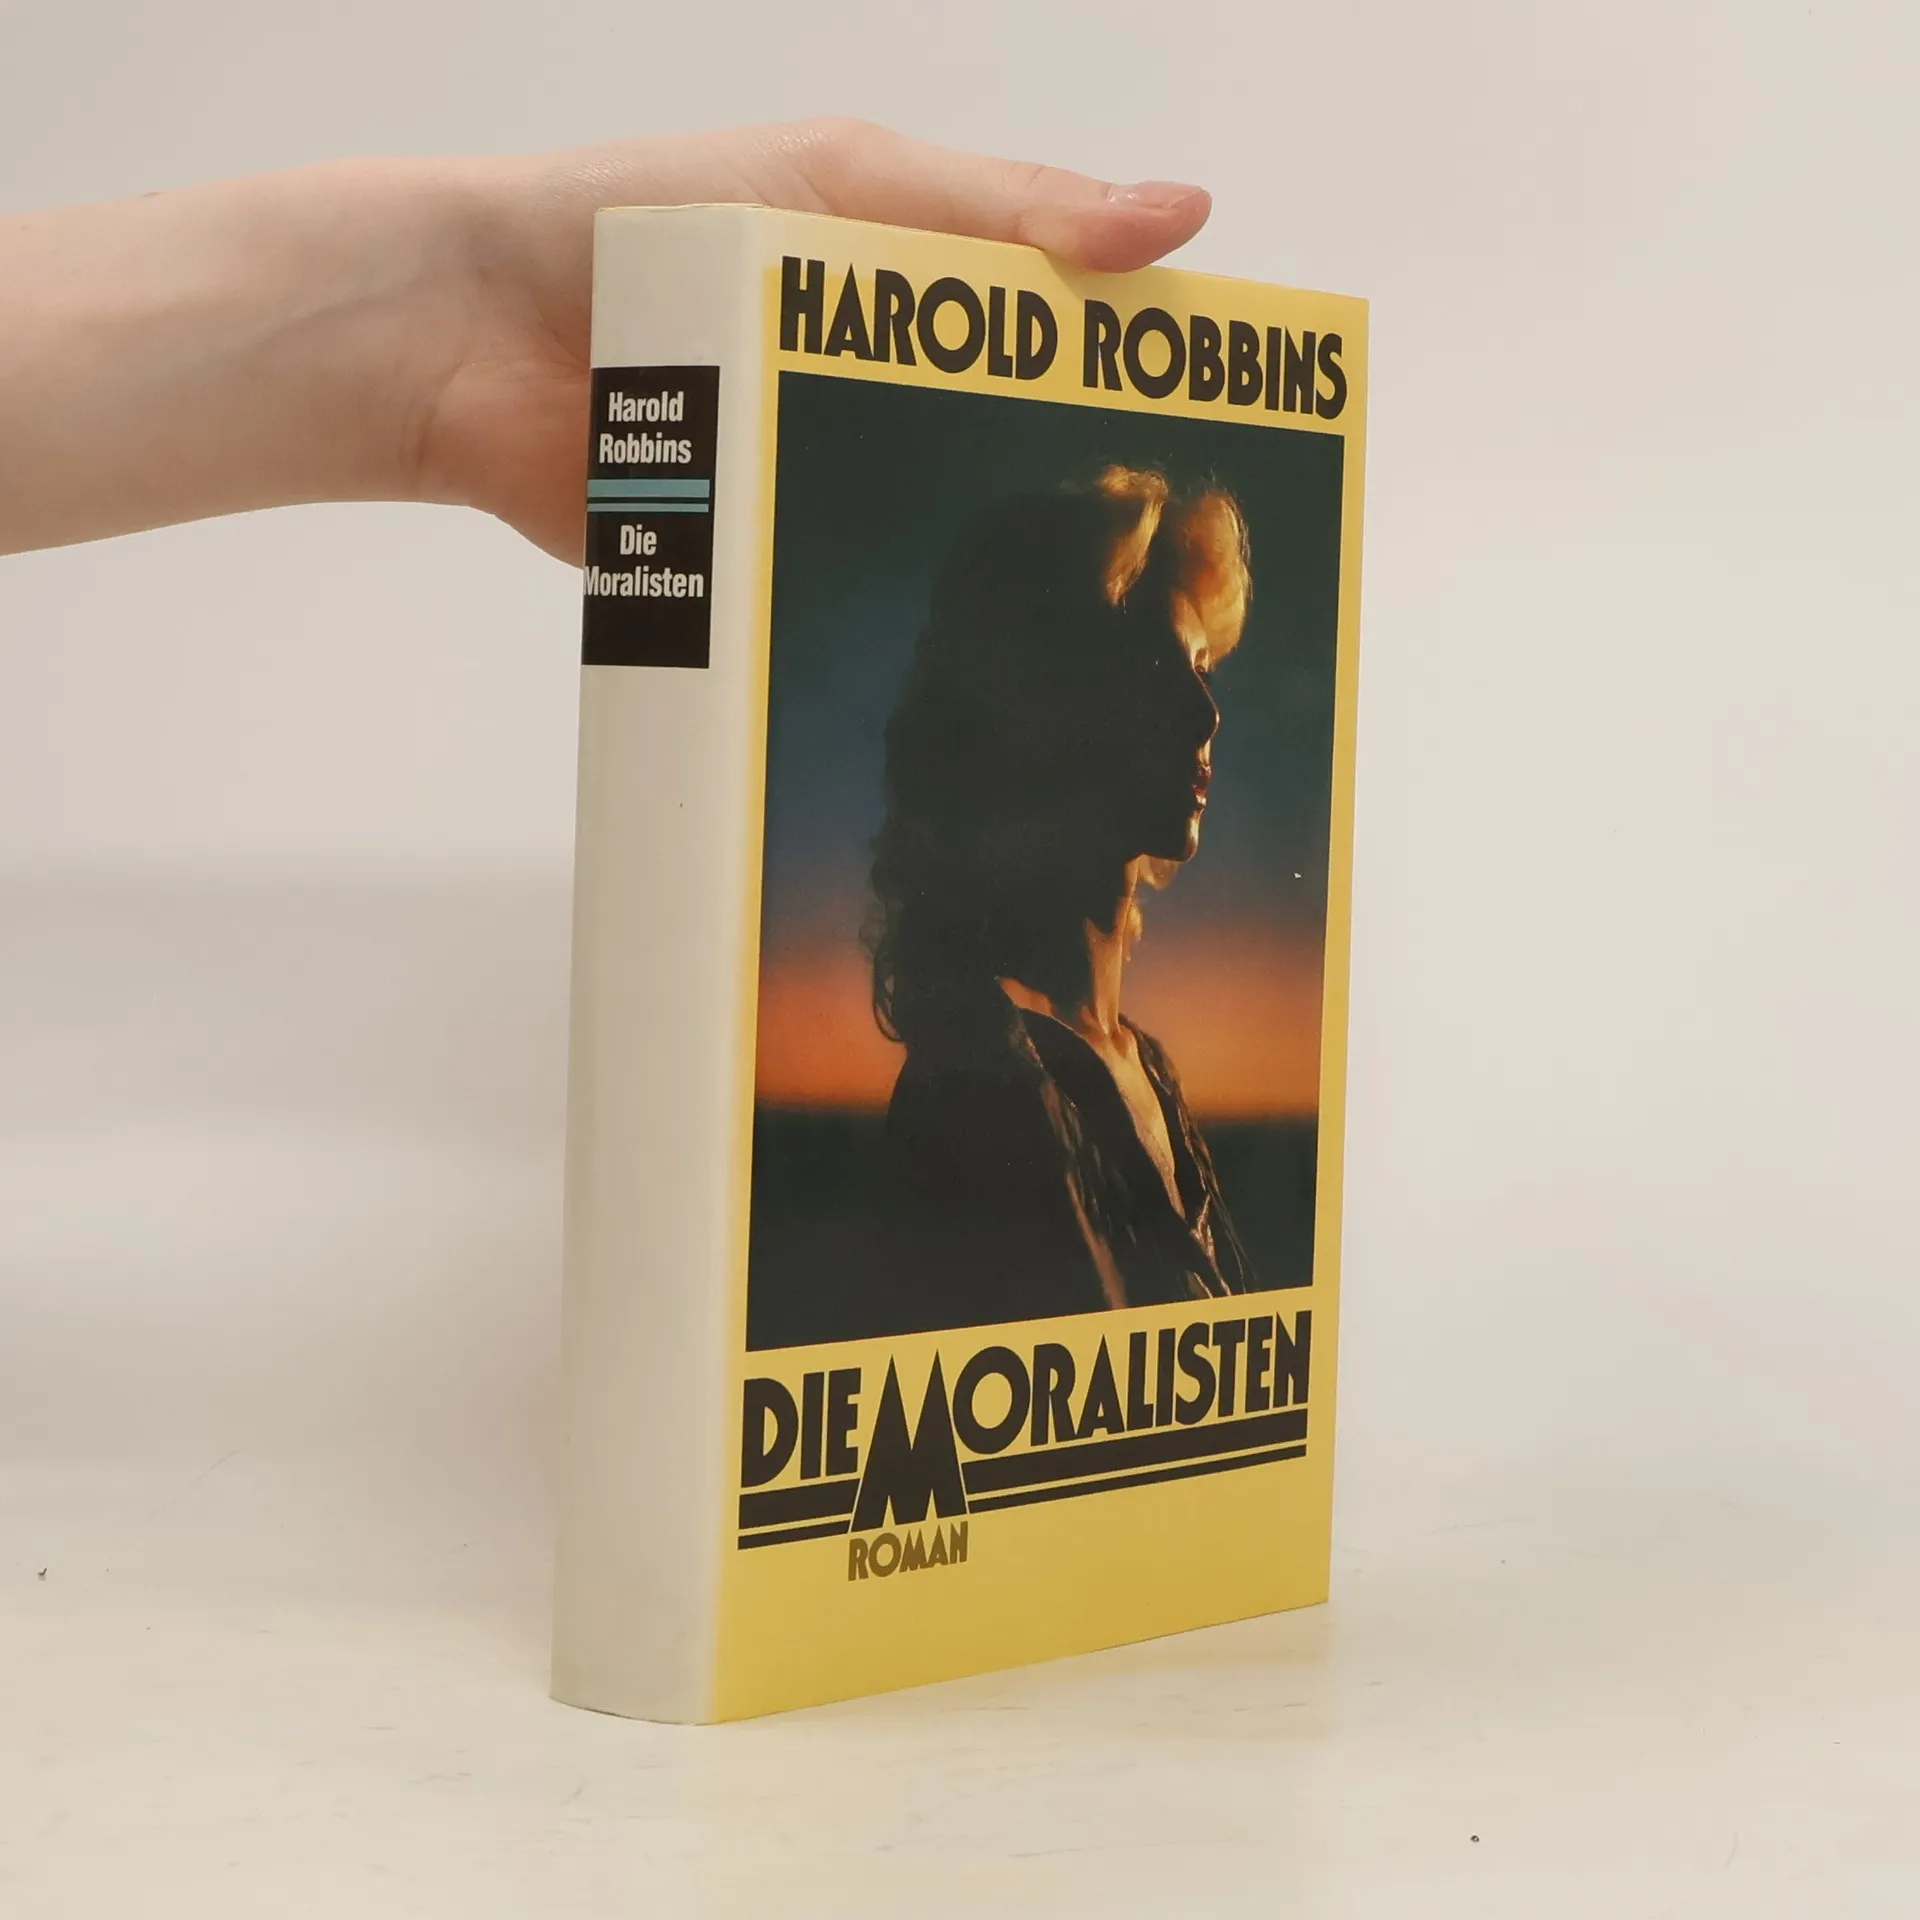 Harold
Robbins
Die
Moralisten
HAROLD ROBBINS
DIE MORALISTEN
ROMAN